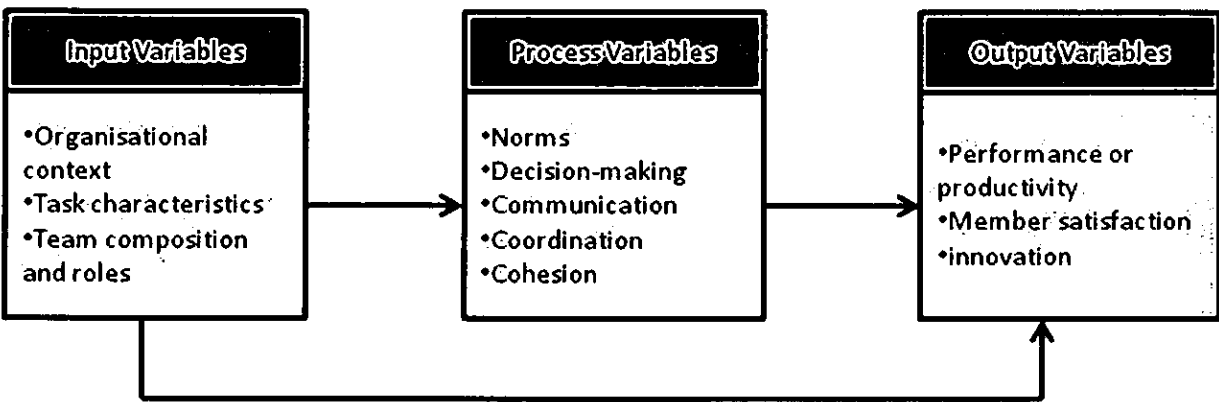 Input Variables
•Organisational
context
•Task characteristics
•Team composition
and roles
Process Variables
•Norms
•Decision-making
•Communication
•Coordination
•Cohesion
Output Variables
•Performance or
productivity
•Member satisfaction
•innovation